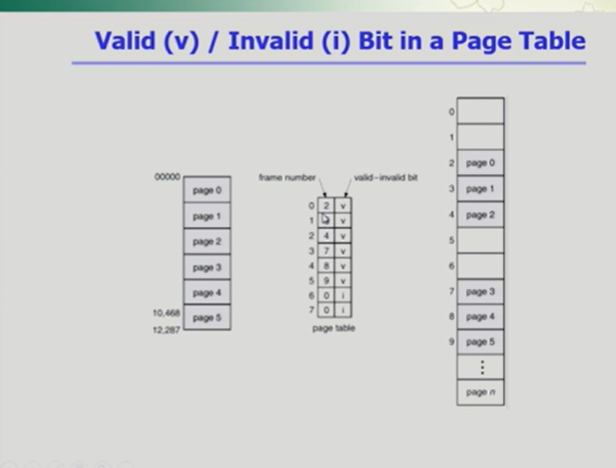 Valid (v) / Invalid (i) Bit in a Page Table
00000
page 0
page 1
page 2
page 3
page 4
10,468
page 5
12,287
frame number
valid–invalid bit
0 2 v
1 v
2 4 v
3 7 v
4 8 v
5 9 v
6 0 i
7 0 i
page table
0
1
2 page 0
3 page 1
4 page 2
5
6
7 page 3
8 page 4
9 page 5
⋮
page n